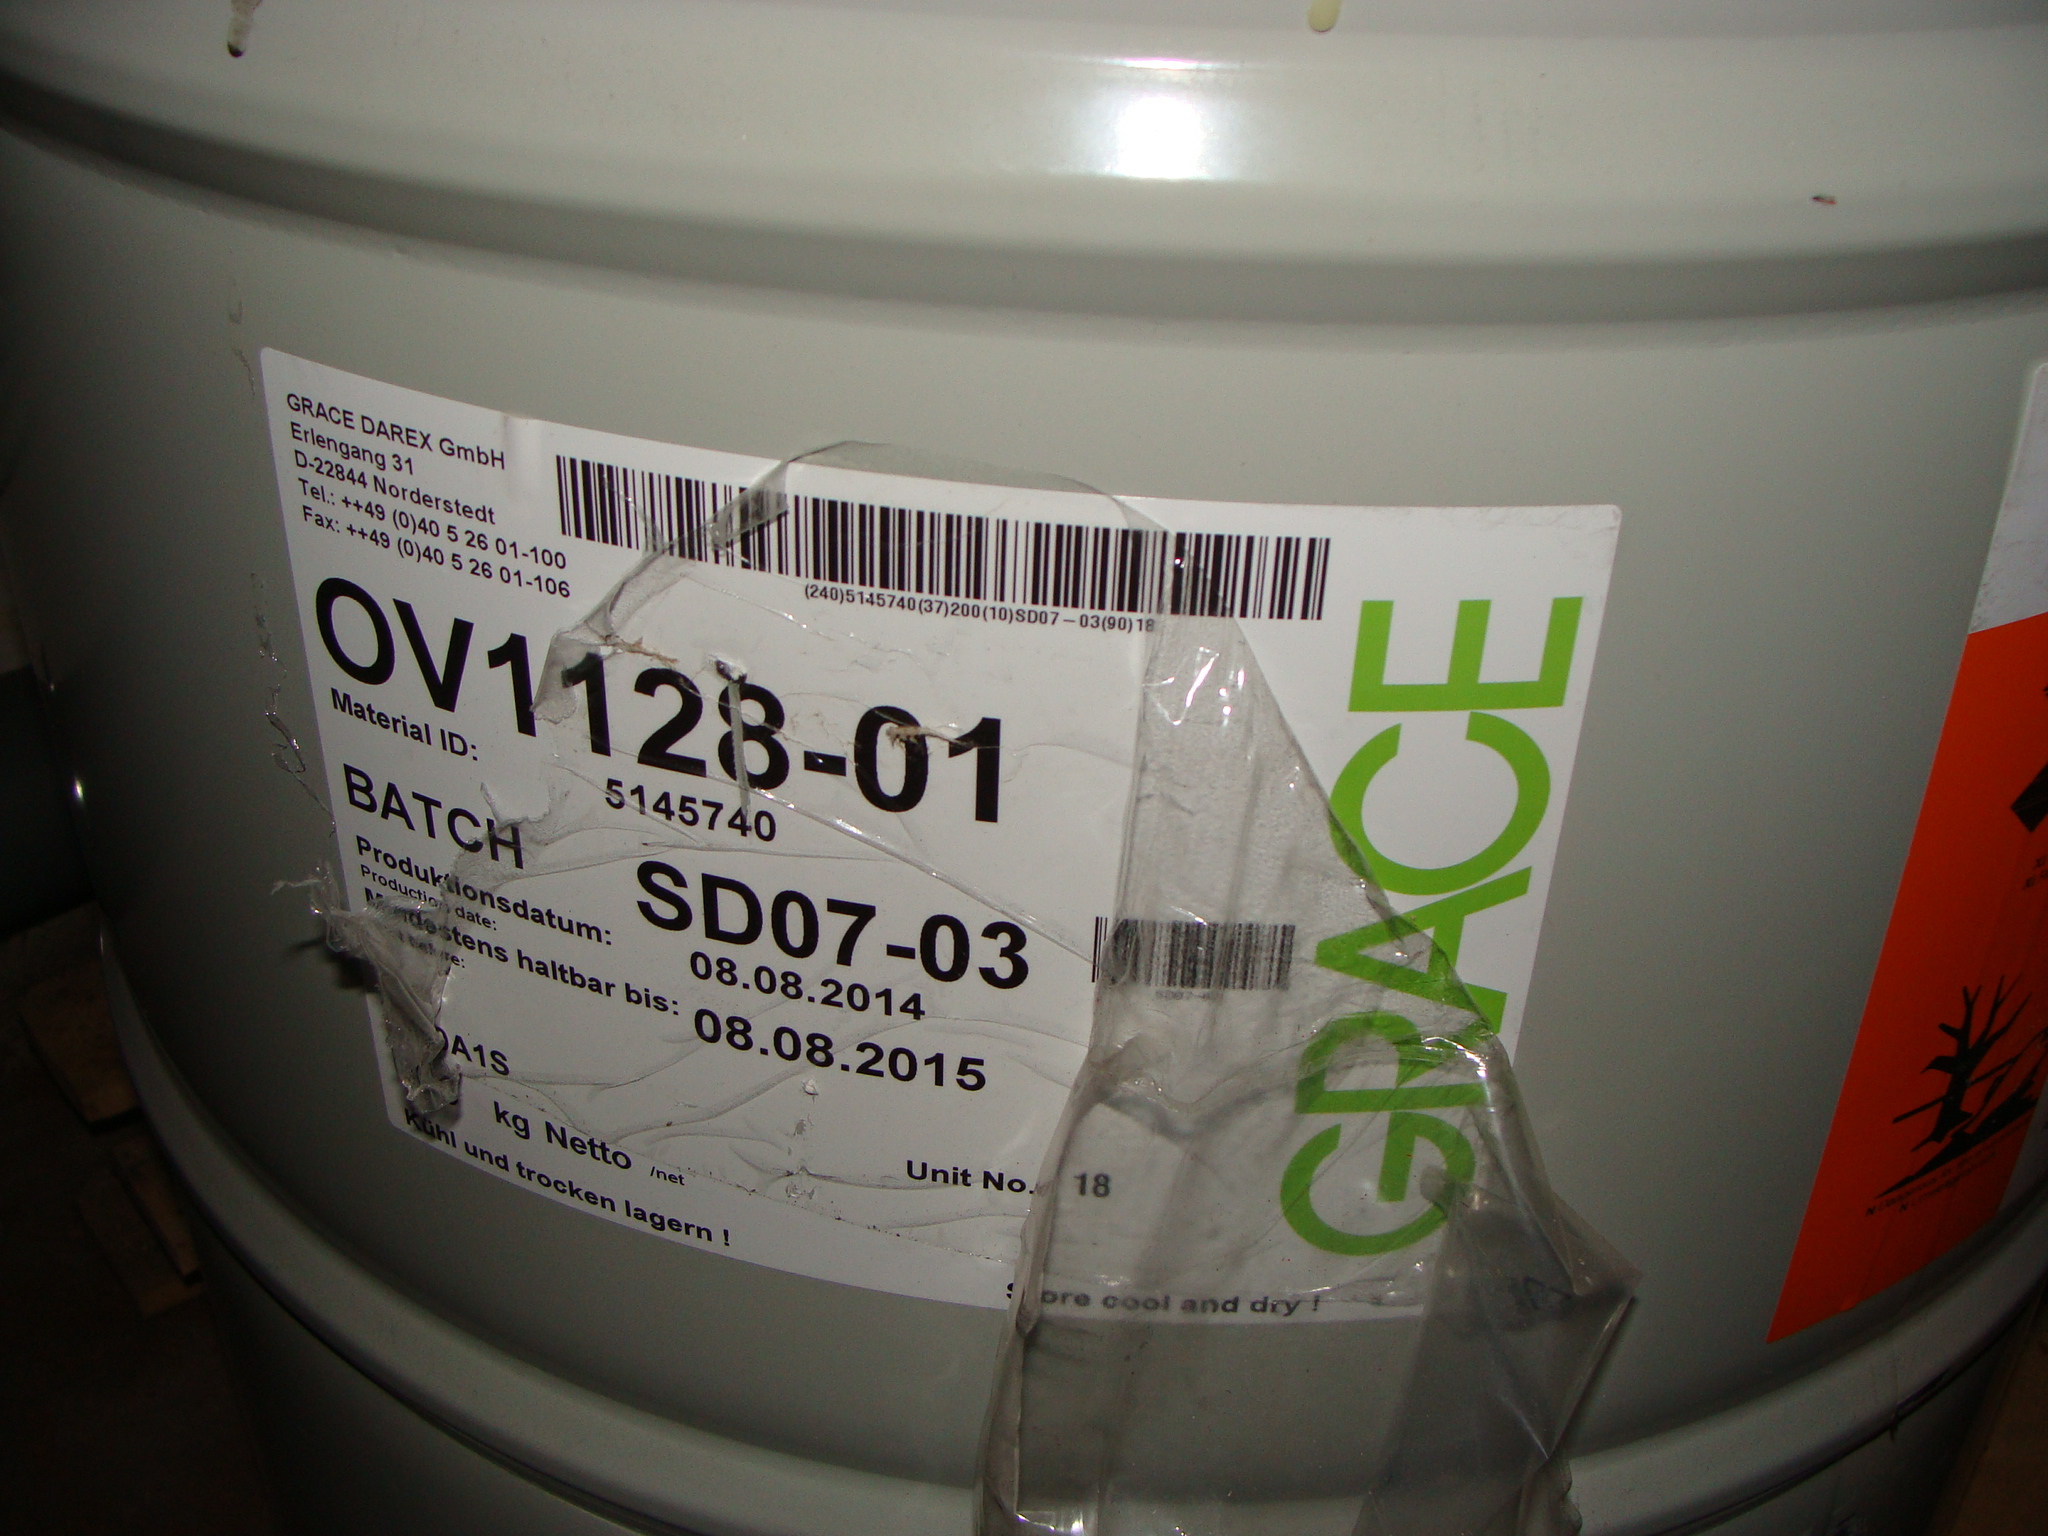 GRACE DAREX GmbH
Erlengang 31
D-22844 Norderstedt
Tel.: ++49 (0)40 5 26 01-100
Fax: ++49 (0)40 5 26 01-106
(240)5145740(37)200(10)SD07-03(90)18
OV1128-01
Material ID: 5145740
BATCH SD07-03
Produktionsdatum: 08.08.2014
Production date:
Mindestens haltbar bis: 08.08.2015
kg Netto /net
Unit No. 18
Kühl und trocken lagern !
Store cool and dry !
GRACE